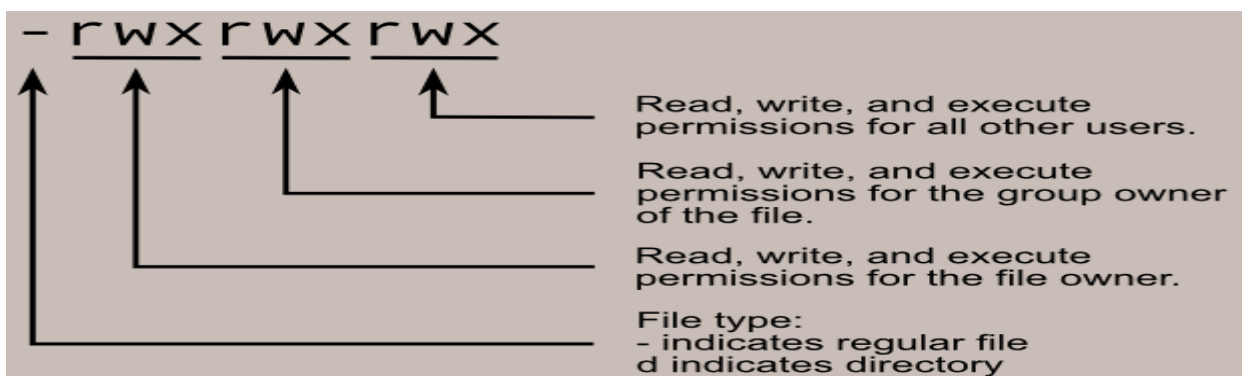 - rwx rwx rwx
Read, write, and execute
permissions for all other users.
Read, write, and execute
permissions for the group owner
of the file.
Read, write, and execute
permissions for the file owner.
File type:
- indicates regular file
d indicates directory